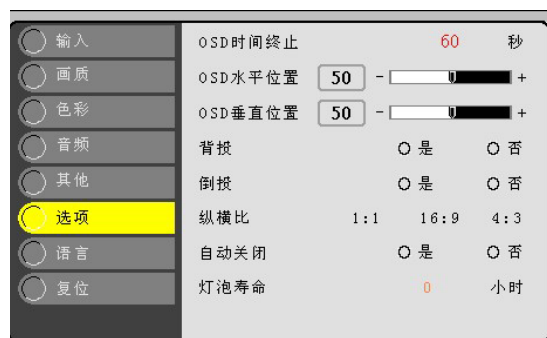 输入
画质
色彩
音频
其他
选项
语言
复位
OSD时间终止 60 秒
OSD水平位置 50 - +
OSD垂直位置 50 - +
背投 是 否
倒投 是 否
纵横比 1:1 16:9 4:3
自动关闭 是 否
灯泡寿命 0 小时